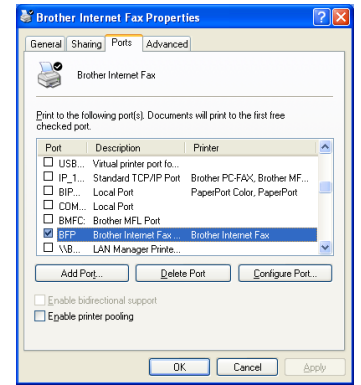 Brother Internet Fax Properties
General Sharing Ports Advanced
Brother Internet Fax
Print to the following port(s). Documents will print to the first free
checked port.
Port Description Printer
USB... Virtual printer port fo...
IP_1... Standard TCP/IP Port Brother PC-FAX, Brother MF...
BIP... Local Port PaperPort Color, PaperPort
COM... Local Port
BMFC: Brother MFL Port
BFP Brother Internet Fax ... Brother Internet Fax
\\B... LAN Manager Printe...
Add Port... Delete Port Configure Port...
Enable bidirectional support
Enable printer pooling
OK Cancel Apply